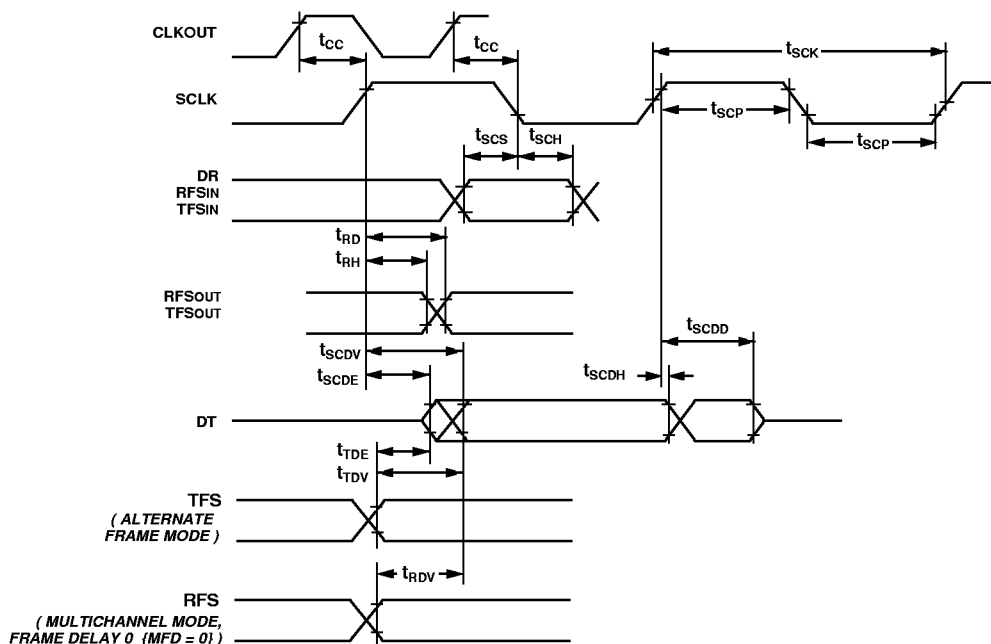 CLKOUT
tCC
tCC
tSCK
SCLK
tSCP
tSCP
tSCS
tSCH
DR
RFSIN
TFSIN
tRD
tRH
RFSOUT
TFSOUT
tSCDV
tSCDD
tSCDE
tSCDH
DT
tTDE
tTDV
TFS
( ALTERNATE
FRAME MODE )
tRDV
RFS
( MULTICHANNEL MODE,
FRAME DELAY 0 {MFD = 0} )